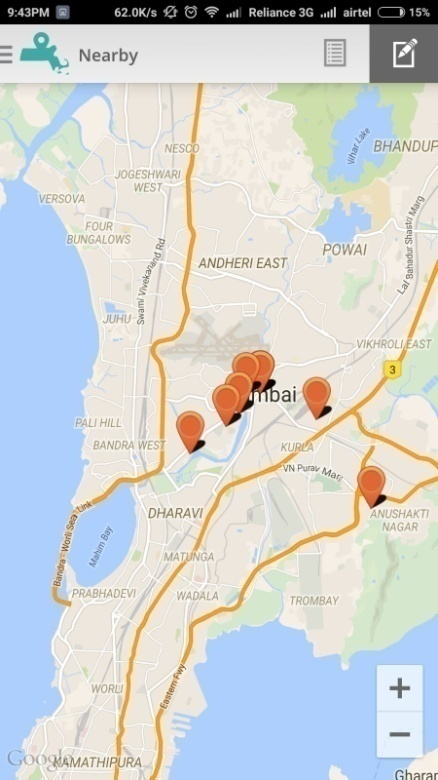 9:43PM 62.0K/s Reliance 3G airtel 15%
Nearby
NESCO
BHANDUP
Vihar Lake
JOGESHWARI
WEST
VERSOVA
FOUR
BUNGALOWS
POWAI
ANDHERI EAST
Swami Vivekanand Rd
Lal Bahadur Shastri Marg
JUHU
VIKHROLI EAST
3
mbai
PALI HILL
BANDRA WEST
KURLA
VN Purav Marg
DHARAVI
ANUSHAKTI
NAGAR
Bandra - Worli Sea Link
Mahim Bay
MATUNGA
PRABHADEVI
WADALA
TROMBAY
WORLI
Eastern Fwy
+
−
Google
KAMATHIPURA
Gharap